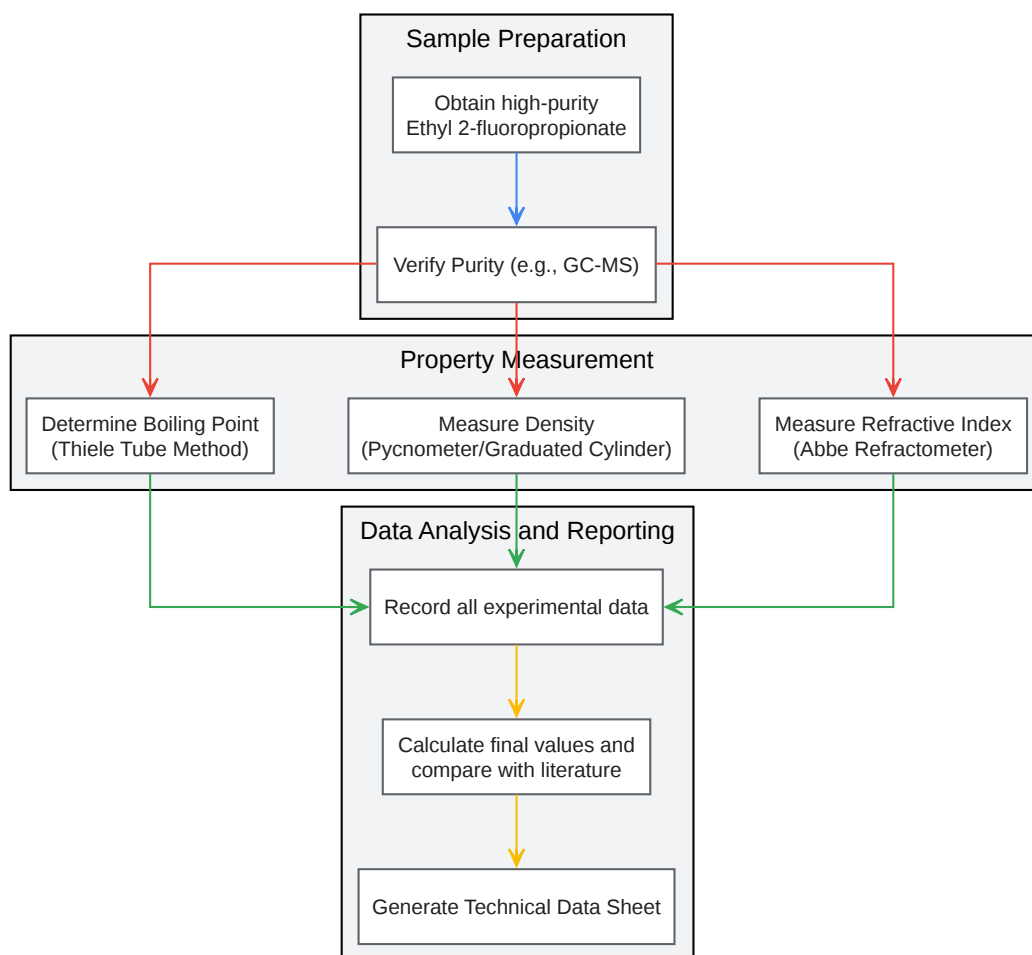 Sample Preparation
Obtain high-purity
Ethyl 2-fluoropropionate
Verify Purity (e.g., GC-MS)
Property Measurement
Determine Boiling Point
(Thiele Tube Method)
Measure Density
(Pycnometer/Graduated Cylinder)
Measure Refractive Index
(Abbe Refractometer)
Data Analysis and Reporting
Record all experimental data
Calculate final values and
compare with literature
Generate Technical Data Sheet